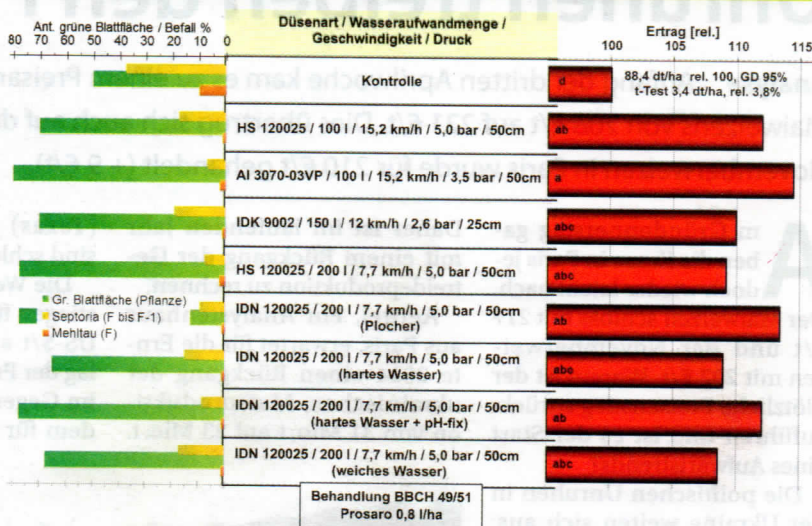 Ant. grüne Blattfläche / Befall %
80 70 60 50 40 30 20 10 0
Düsenart / Wasseraufwandmenge /
Geschwindigkeit / Druck
Ertrag [rel.]
100 105 110 115
Kontrolle
d
88,4 dt/ha rel. 100, GD 95%
t-Test 3,4 dt/ha, rel. 3,8%
HS 120025 / 100 l / 15,2 km/h / 5,0 bar / 50cm
ab
AI 3070-03VP / 100 l / 15,2 km/h / 3,5 bar / 50cm
a
IDK 9002 / 150 l / 12 km/h / 2,6 bar / 25cm
abc
HS 120025 / 200 l / 7,7 km/h / 5,0 bar / 50cm
abc
Gr. Blattfläche (Pflanze)
Septoria (F bis F-1)
Mehltau (F)
IDN 120025 / 200 l / 7,7 km/h / 5,0 bar / 50cm
(Plocher)
ab
IDN 120025 / 200 l / 7,7 km/h / 5,0 bar / 50cm
(hartes Wasser)
abc
IDN 120025 / 200 l / 7,7 km/h / 5,0 bar / 50cm
(hartes Wasser + pH-fix)
ab
IDN 120025 / 200 l / 7,7 km/h / 5,0 bar / 50cm
(weiches Wasser)
abc
Behandlung BBCH 49/51
Prosaro 0,8 l/ha